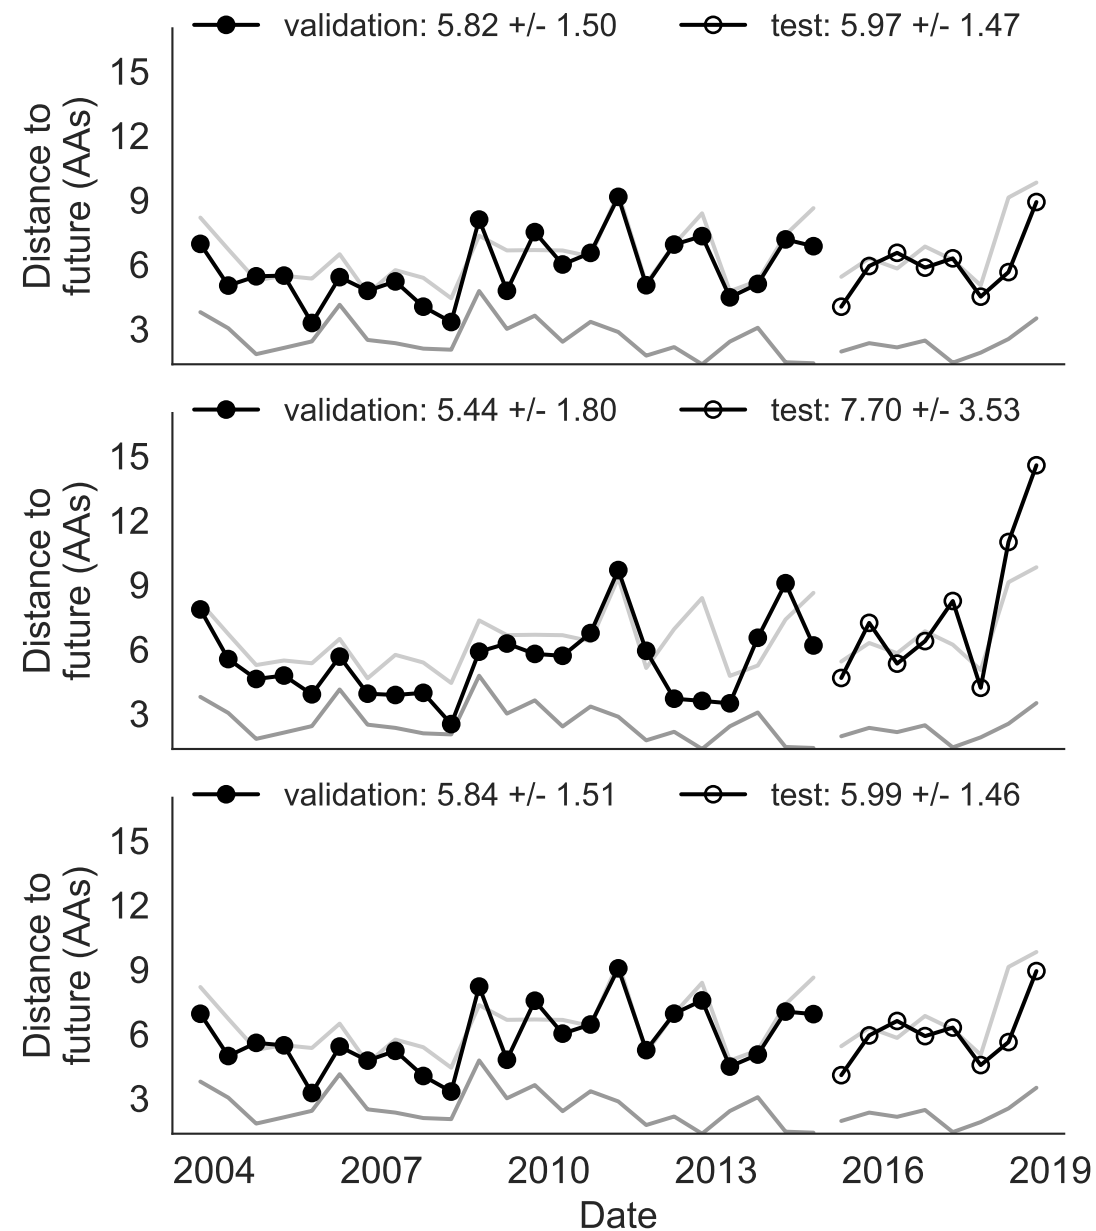 validation: 5.82 +/- 1.50 test: 5.97 +/- 1.47
Distance to
future (AAs)
15
12
9
6
3
validation: 5.44 +/- 1.80 test: 7.70 +/- 3.53
Distance to
future (AAs)
15
12
9
6
3
validation: 5.84 +/- 1.51 test: 5.99 +/- 1.46
Distance to
future (AAs)
15
12
9
6
3
2004 2007 2010 2013 2016 2019
Date